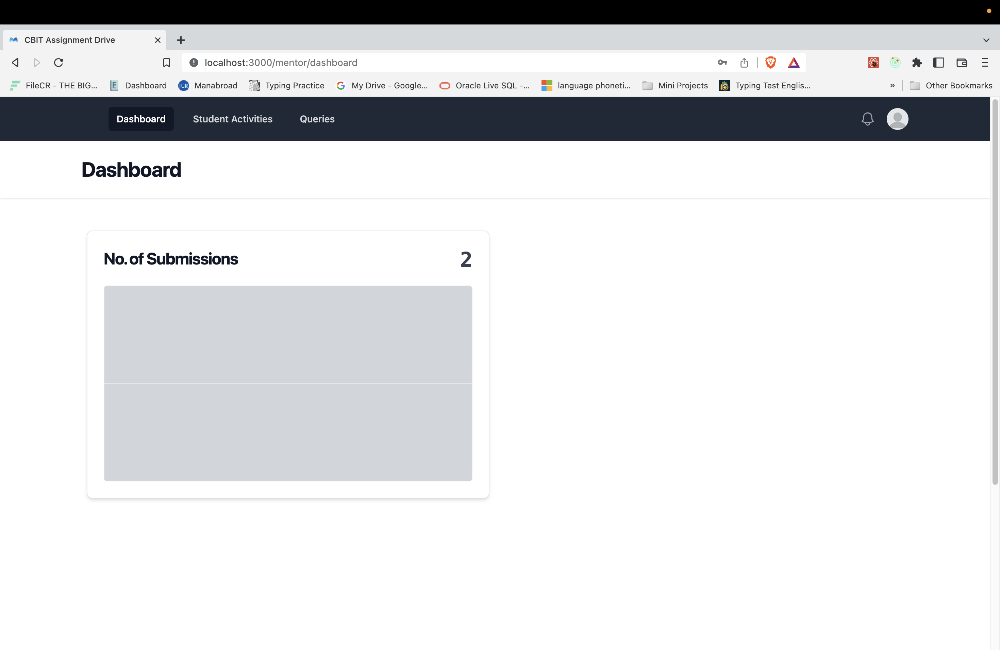 CBIT Assignment Drive
localhost:3000/mentor/dashboard
FileCR - THE BIG... Dashboard ICR Manabroad Typing Practice My Drive - Google... Oracle Live SQL -... language phoneti... Mini Projects Typing Test Englis... » Other Bookmarks
Dashboard Student Activities Queries
Dashboard
No. of Submissions 2